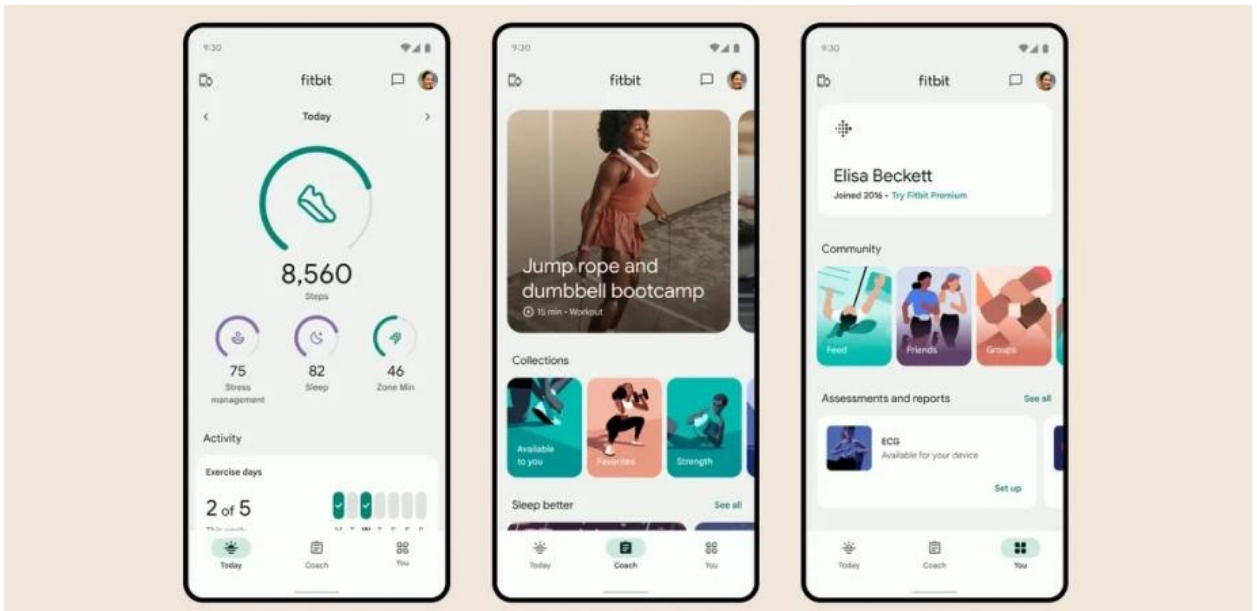 9:30
fitbit
Today
8,560
Steps
75
Stress
management
82
Sleep
46
Zone Min
Activity
Exercise days
2 of 5
Today
Coach
You
9:30
fitbit
Jump rope and
dumbbell bootcamp
15 min • Workout
Collections
Available
to you
Favorites
Strength
Sleep better
See all
Today
Coach
You
9:30
fitbit
Elisa Beckett
Joined 2016 • Try Fitbit Premium
Community
Feed
Friends
Groups
Assessments and reports
See all
ECG
Available for your device
Set up
Today
Coach
You